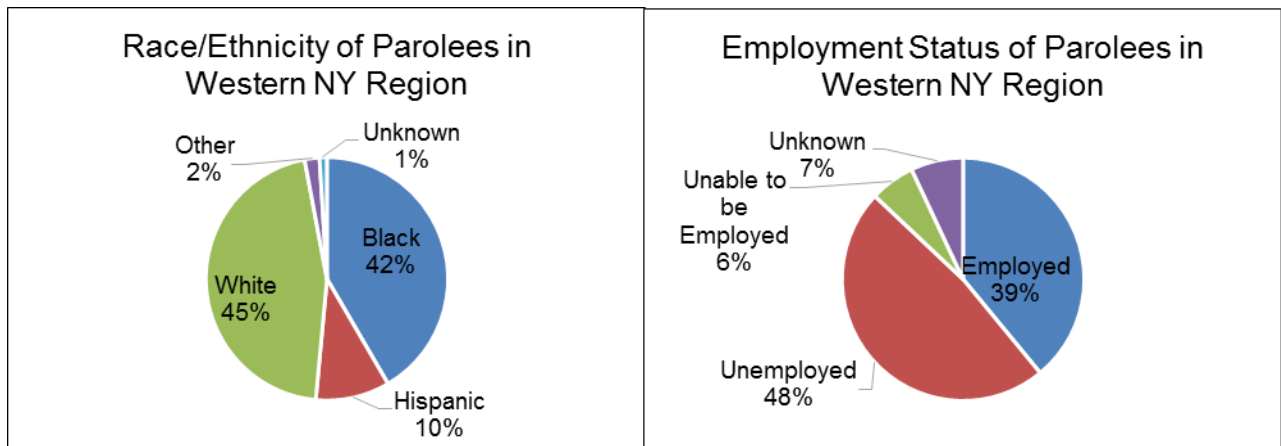 Race/Ethnicity of Parolees in
Western NY Region
Other
2%
Unknown
1%
Black
42%
White
45%
Hispanic
10%
Employment Status of Parolees in
Western NY Region
Unknown
7%
Unable to
be
Employed
6%
Employed
39%
Unemployed
48%